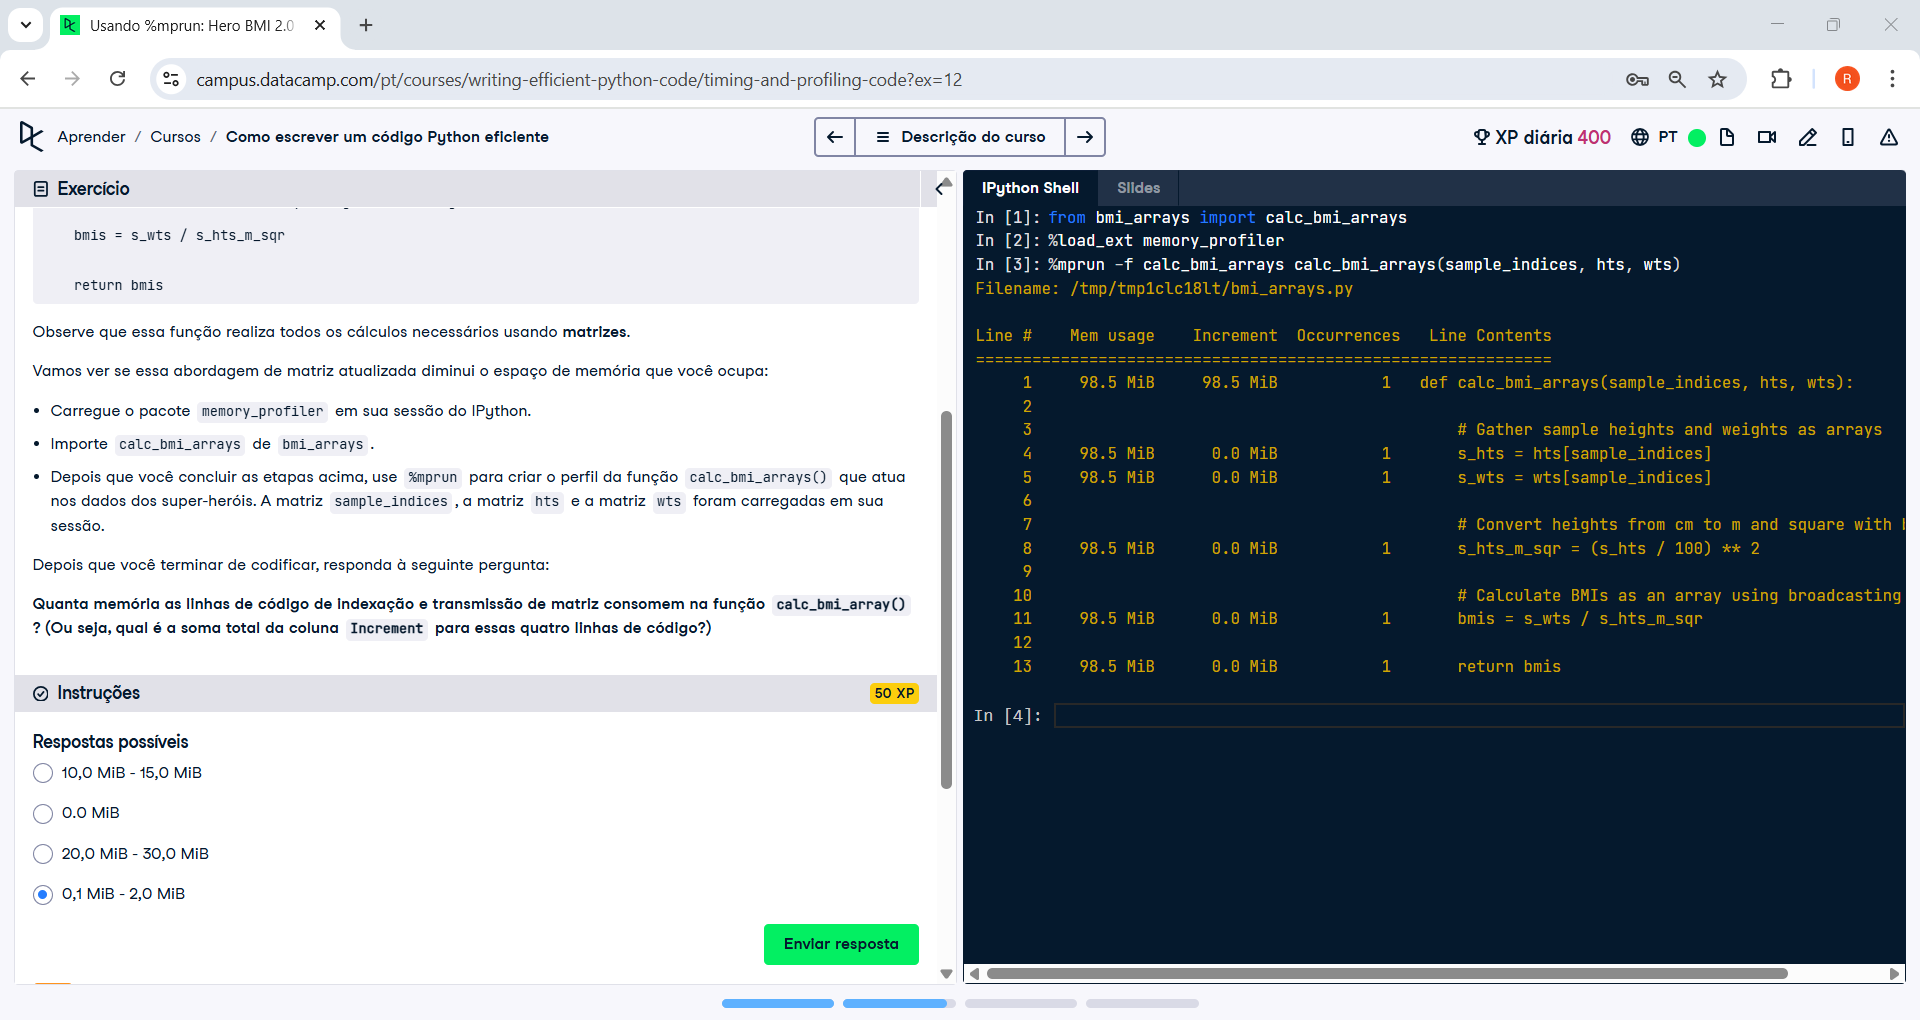 Usando %mprun: Hero BMI 2.0
campus.datacamp.com/pt/courses/writing-efficient-python-code/timing-and-profiling-code?ex=12
R
Aprender / Cursos / Como escrever um código Python eficiente
Descrição do curso
XP diária 400
PT
Exercício
bmis = s_wts / s_hts_m_sqr
return bmis
Observe que essa função realiza todos os cálculos necessários usando matrizes.
Vamos ver se essa abordagem de matriz atualizada diminui o espaço de memória que você ocupa:
• Carregue o pacote memory_profiler em sua sessão do IPython.
• Importe calc_bmi_arrays de bmi_arrays .
• Depois que você concluir as etapas acima, use %mprun para criar o perfil da função calc_bmi_arrays() que atua
nos dados dos super-heróis. A matriz sample_indices , a matriz hts e a matriz wts foram carregadas em sua
sessão.
Depois que você terminar de codificar, responda à seguinte pergunta:
Quanta memória as linhas de código de indexação e transmissão de matriz consomem na função calc_bmi_array()
? (Ou seja, qual é a soma total da coluna Increment para essas quatro linhas de código?)
Instruções
50 XP
Respostas possíveis
10,0 MiB - 15,0 MiB
0.0 MiB
20,0 MiB - 30,0 MiB
0,1 MiB - 2,0 MiB
Enviar resposta
IPython Shell
Slides
In [1]: from bmi_arrays import calc_bmi_arrays
In [2]: %load_ext memory_profiler
In [3]: %mprun -f calc_bmi_arrays calc_bmi_arrays(sample_indices, hts, wts)
Filename: /tmp/tmp1clc18lt/bmi_arrays.py
Line # Mem usage Increment Occurrences Line Contents
=============================================================
1 98.5 MiB 98.5 MiB 1 def calc_bmi_arrays(sample_indices, hts, wts):
2
3 # Gather sample heights and weights as arrays
4 98.5 MiB 0.0 MiB 1 s_hts = hts[sample_indices]
5 98.5 MiB 0.0 MiB 1 s_wts = wts[sample_indices]
6
7 # Convert heights from cm to m and square with
8 98.5 MiB 0.0 MiB 1 s_hts_m_sqr = (s_hts / 100) ** 2
9
10 # Calculate BMIs as an array using broadcasting
11 98.5 MiB 0.0 MiB 1 bmis = s_wts / s_hts_m_sqr
12
13 98.5 MiB 0.0 MiB 1 return bmis
In [4]: